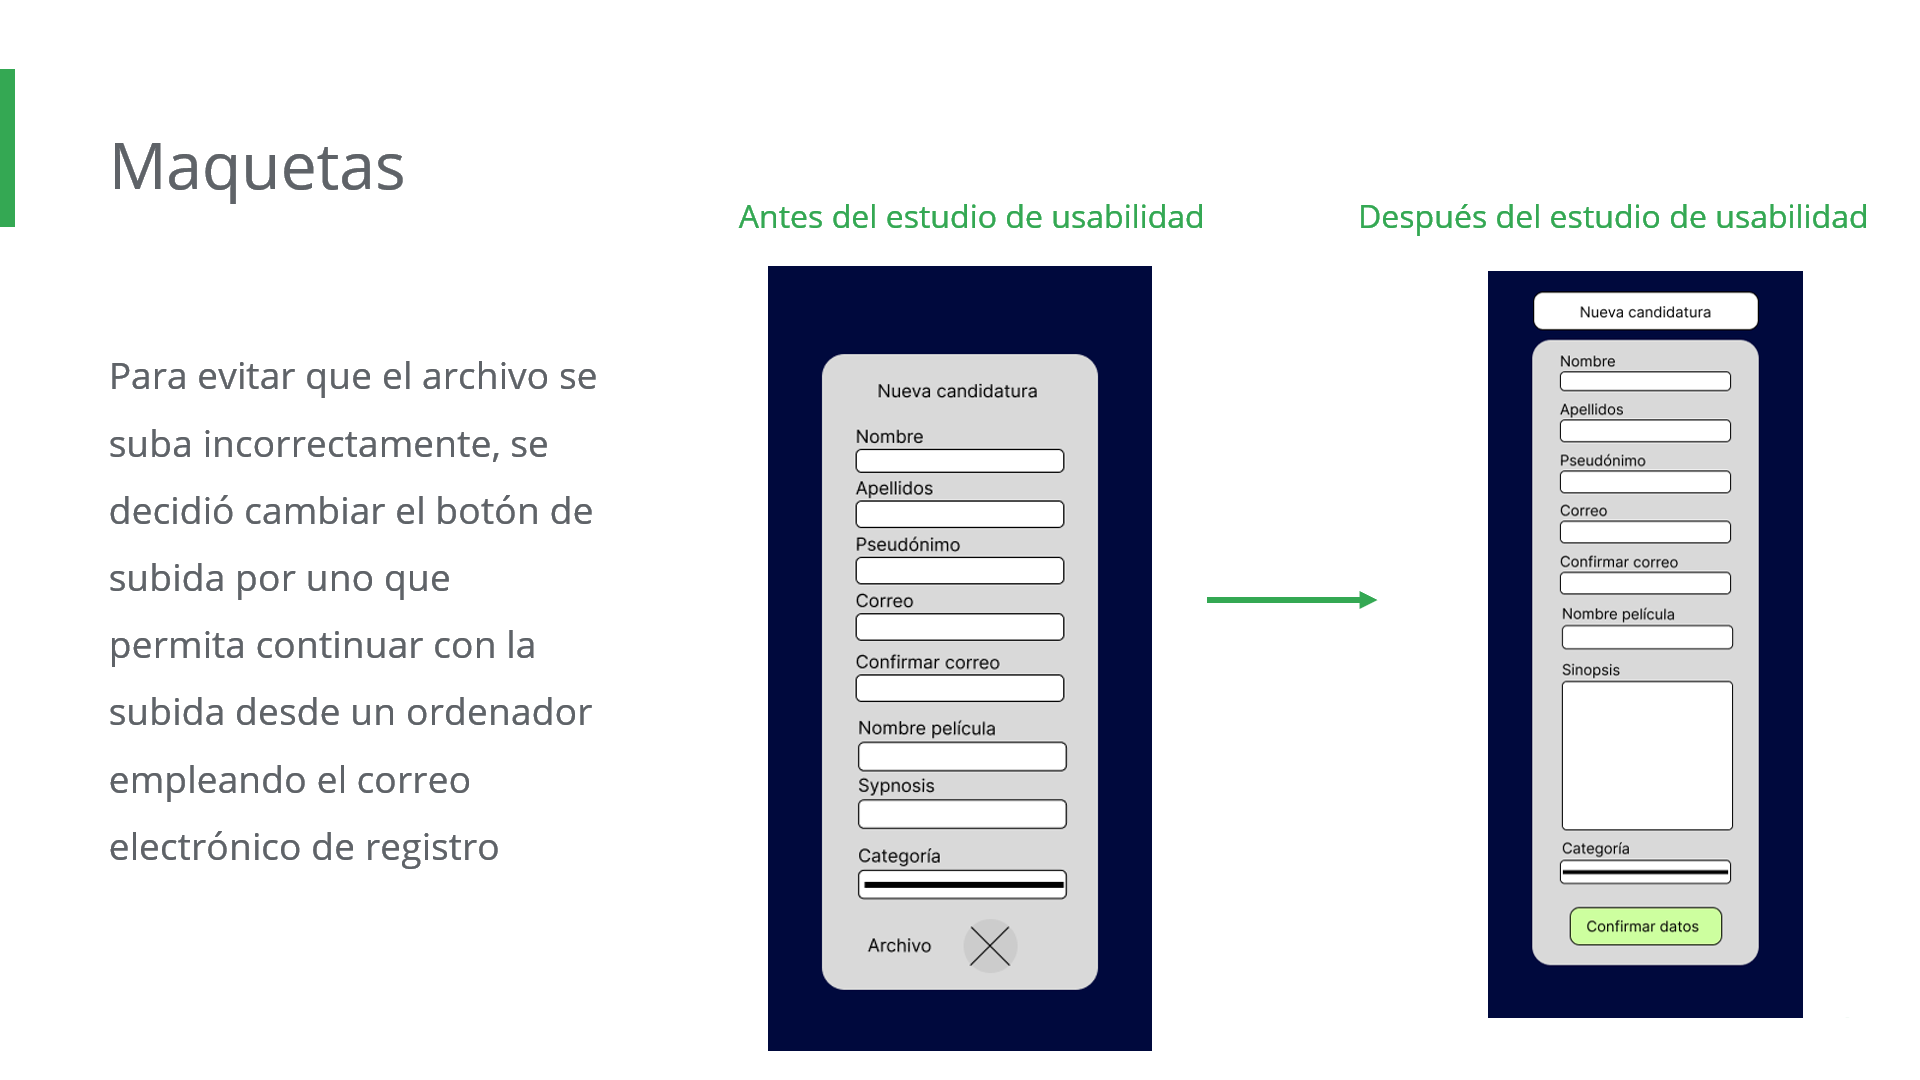 Maquetas
Para evitar que el archivo se
suba incorrectamente, se
decidió cambiar el botón de
subida por uno que
permita continuar con la
subida desde un ordenador
empleando el correo
electrónico de registro
Antes del estudio de usabilidad
Nueva candidatura
Nombre
Apellidos
Pseudónimo
Correo
Confirmar correo
Nombre película
Sypnosis
Categoría
Archivo
Después del estudio de usabilidad
Nueva candidatura
Nombre
Apellidos
Pseudónimo
Correo
Confirmar correo
Nombre película
Sinopsis
Categoría
Confirmar datos